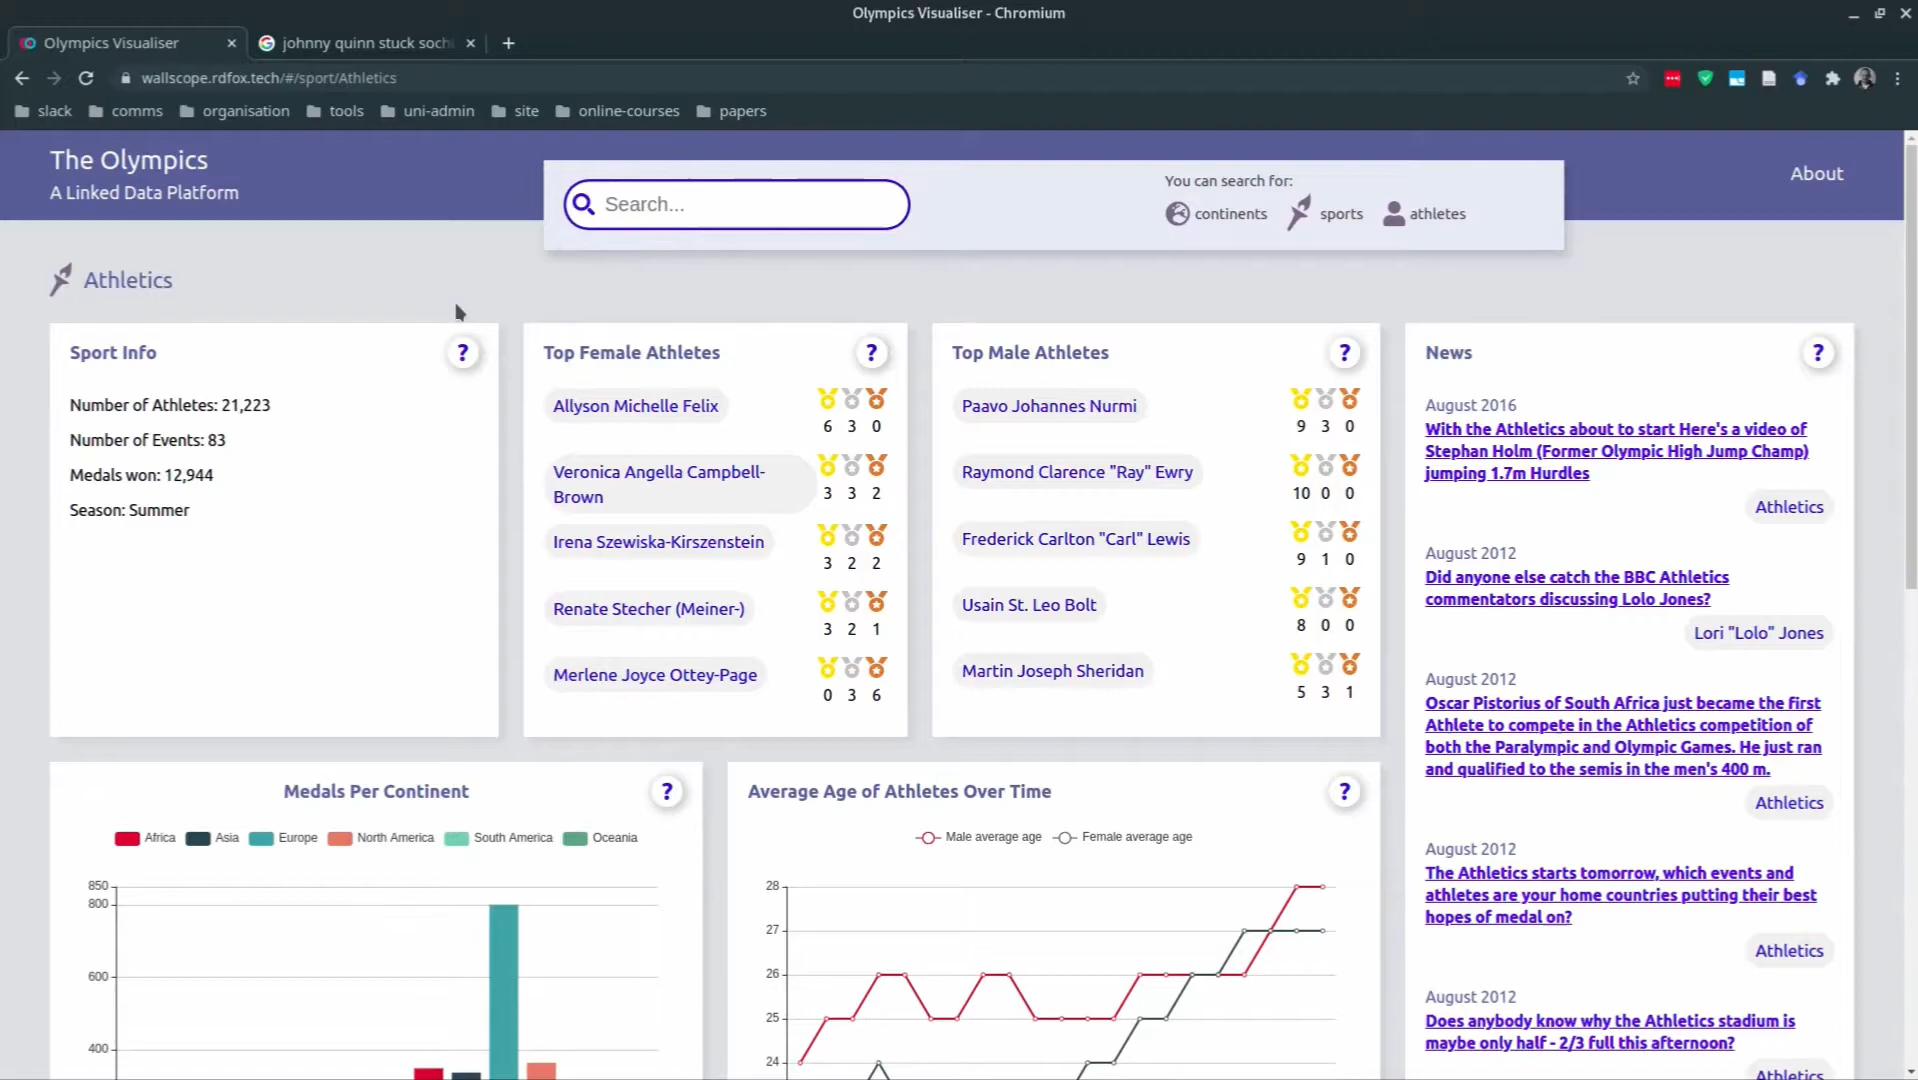 Olympics Visualiser - Chromium
Olympics Visualiser
johnny quinn stuck soch
wallscope.rdfox.tech/#/sport/Athletics
slack
comms
organisation
tools
uni-admin
site
online-courses
papers
The Olympics
A Linked Data Platform
Search...
You can search for:
continents
sports
athletes
About
Athletics
Sport Info
?
Number of Athletes: 21,223
Number of Events: 83
Medals won: 12,944
Season: Summer
Top Female Athletes
?
Allyson Michelle Felix
6 3 0
Veronica Angella Campbell-
Brown
3 3 2
Irena Szewiska-Kirszenstein
3 2 2
Renate Stecher (Meiner-)
3 2 1
Merlene Joyce Ottey-Page
0 3 6
Top Male Athletes
?
Paavo Johannes Nurmi
9 3 0
Raymond Clarence "Ray" Ewry
10 0 0
Frederick Carlton "Carl" Lewis
9 1 0
Usain St. Leo Bolt
8 0 0
Martin Joseph Sheridan
5 3 1
News
?
August 2016
With the Athletics about to start Here's a video of
Stephan Holm (Former Olympic High Jump Champ)
jumping 1.7m Hurdles
Athletics
August 2012
Did anyone else catch the BBC Athletics
commentators discussing Lolo Jones?
Lori "Lolo" Jones
August 2012
Oscar Pistorius of South Africa just became the first
Athlete to compete in the Athletics competition of
both the Paralympic and Olympic Games. He just ran
and qualified to the semis in the men's 400 m.
Athletics
August 2012
The Athletics starts tomorrow, which events and
athletes are your home countries putting their best
hopes of medal on?
Athletics
August 2012
Does anybody know why the Athletics stadium is
maybe only half - 2/3 full this afternoon?
Athletics
Medals Per Continent
?
Africa
Asia
Europe
North America
South America
Oceania
850
800
600
400
Average Age of Athletes Over Time
?
Male average age
Female average age
28
27
26
25
24